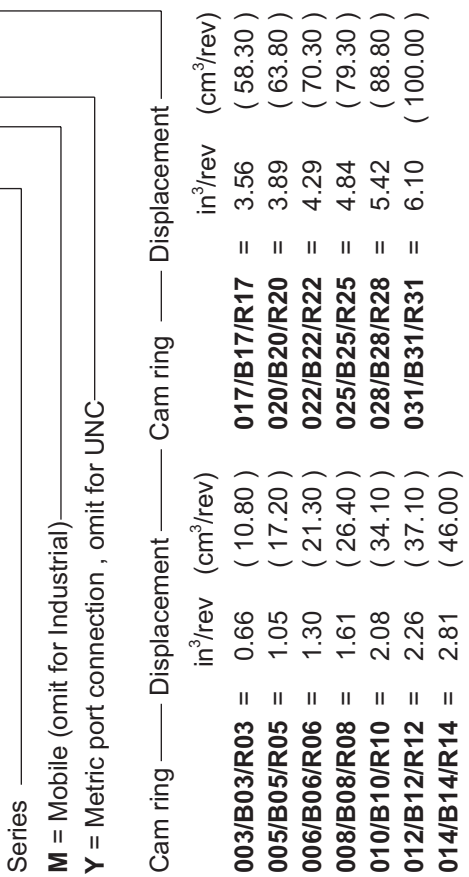 Series
M = Mobile (omit for Industrial)
Y = Metric port connection , omit for UNC
Cam ring Displacement Cam ring Displacement
in³/rev (cm³/rev) in³/rev (cm³/rev)
003/B03/R03 = 0.66 ( 10.80 ) 017/B17/R17 = 3.56 ( 58.30 )
005/B05/R05 = 1.05 ( 17.20 ) 020/B20/R20 = 3.89 ( 63.80 )
006/B06/R06 = 1.30 ( 21.30 ) 022/B22/R22 = 4.29 ( 70.30 )
008/B08/R08 = 1.61 ( 26.40 ) 025/B25/R25 = 4.84 ( 79.30 )
010/B10/R10 = 2.08 ( 34.10 ) 028/B28/R28 = 5.42 ( 88.80 )
012/B12/R12 = 2.26 ( 37.10 ) 031/B31/R31 = 6.10 ( 100.00 )
014/B14/R14 = 2.81 ( 46.00 )